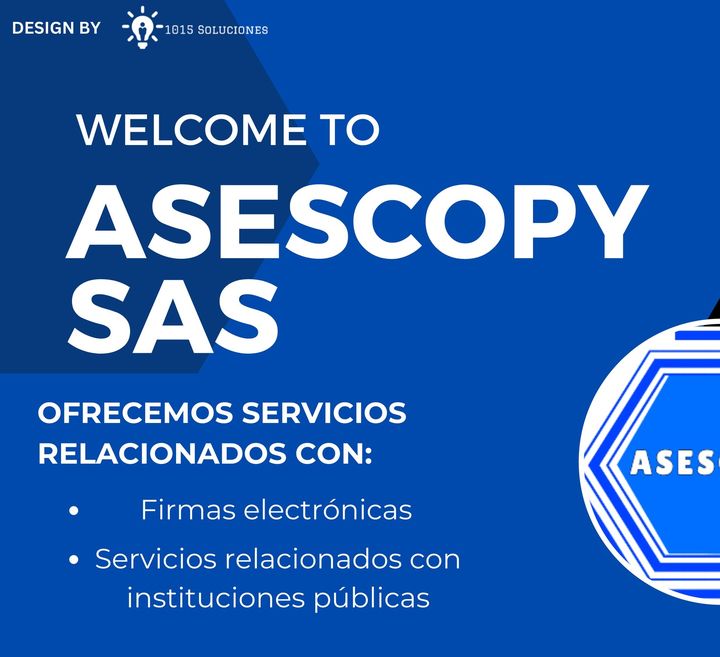 DESIGN BY 1015 SOLUCIONES
WELCOME TO
ASESCOPY
SAS
OFRECEMOS SERVICIOS
RELACIONADOS CON:
• Firmas electrónicas
• Servicios relacionados con
instituciones públicas